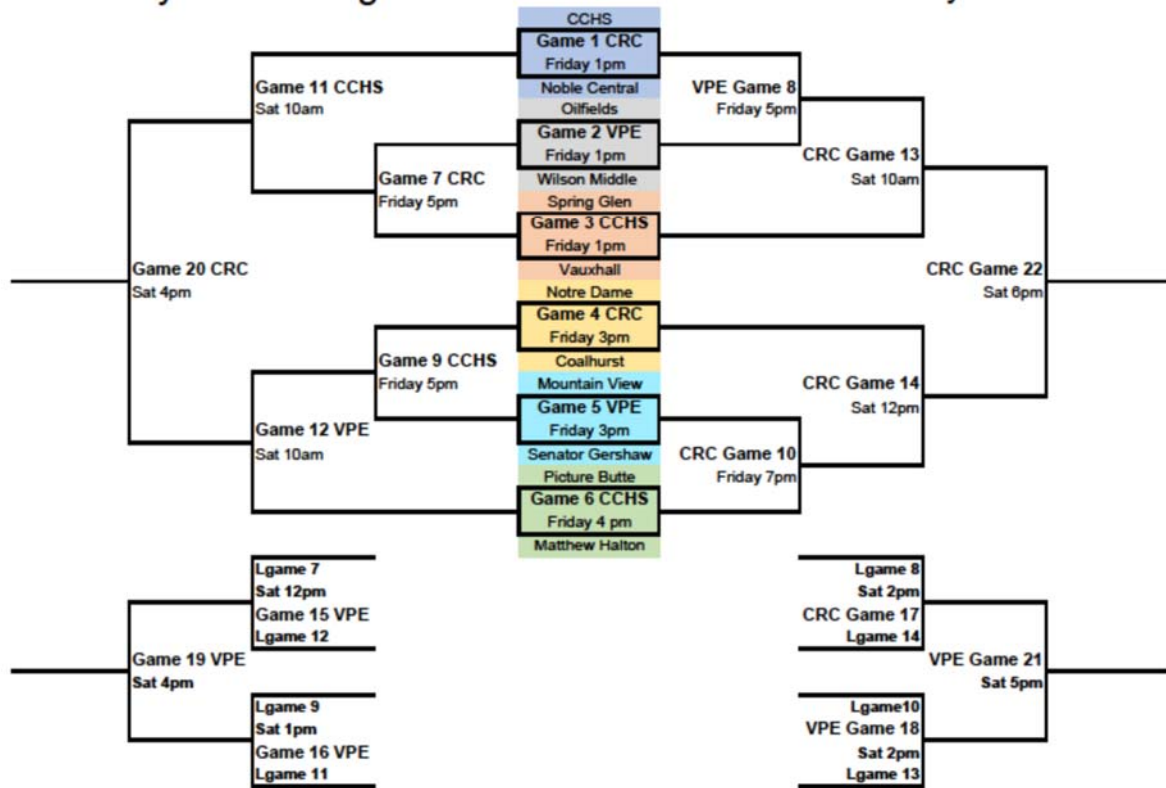 CCHS
Game 1 CRC
Friday 1pm
Game 11 CCHS
Sat 10am
Noble Central
VPE Game 8
Friday 5pm
Oilfields
Game 2 VPE
Friday 1pm
CRC Game 13
Sat 10am
Game 7 CRC
Friday 5pm
Wilson Middle
Spring Glen
Game 3 CCHS
Friday 1pm
Game 20 CRC
Sat 4pm
Vauxhall
CRC Game 22
Sat 6pm
Notre Dame
Game 4 CRC
Friday 3pm
Game 9 CCHS
Friday 5pm
Coalhurst
Mountain View
CRC Game 14
Sat 12pm
Game 5 VPE
Friday 3pm
Game 12 VPE
Sat 10am
Senator Gershaw
CRC Game 10
Friday 7pm
Picture Butte
Game 6 CCHS
Friday 4 pm
Matthew Halton
Lgame 7
Sat 12pm
Game 15 VPE
Lgame 12
Lgame 8
Sat 2pm
CRC Game 17
Lgame 14
Game 19 VPE
Sat 4pm
VPE Game 21
Sat 5pm
Lgame 9
Sat 1pm
Game 16 VPE
Lgame 11
Lgame10
VPE Game 18
Sat 2pm
Lgame 13